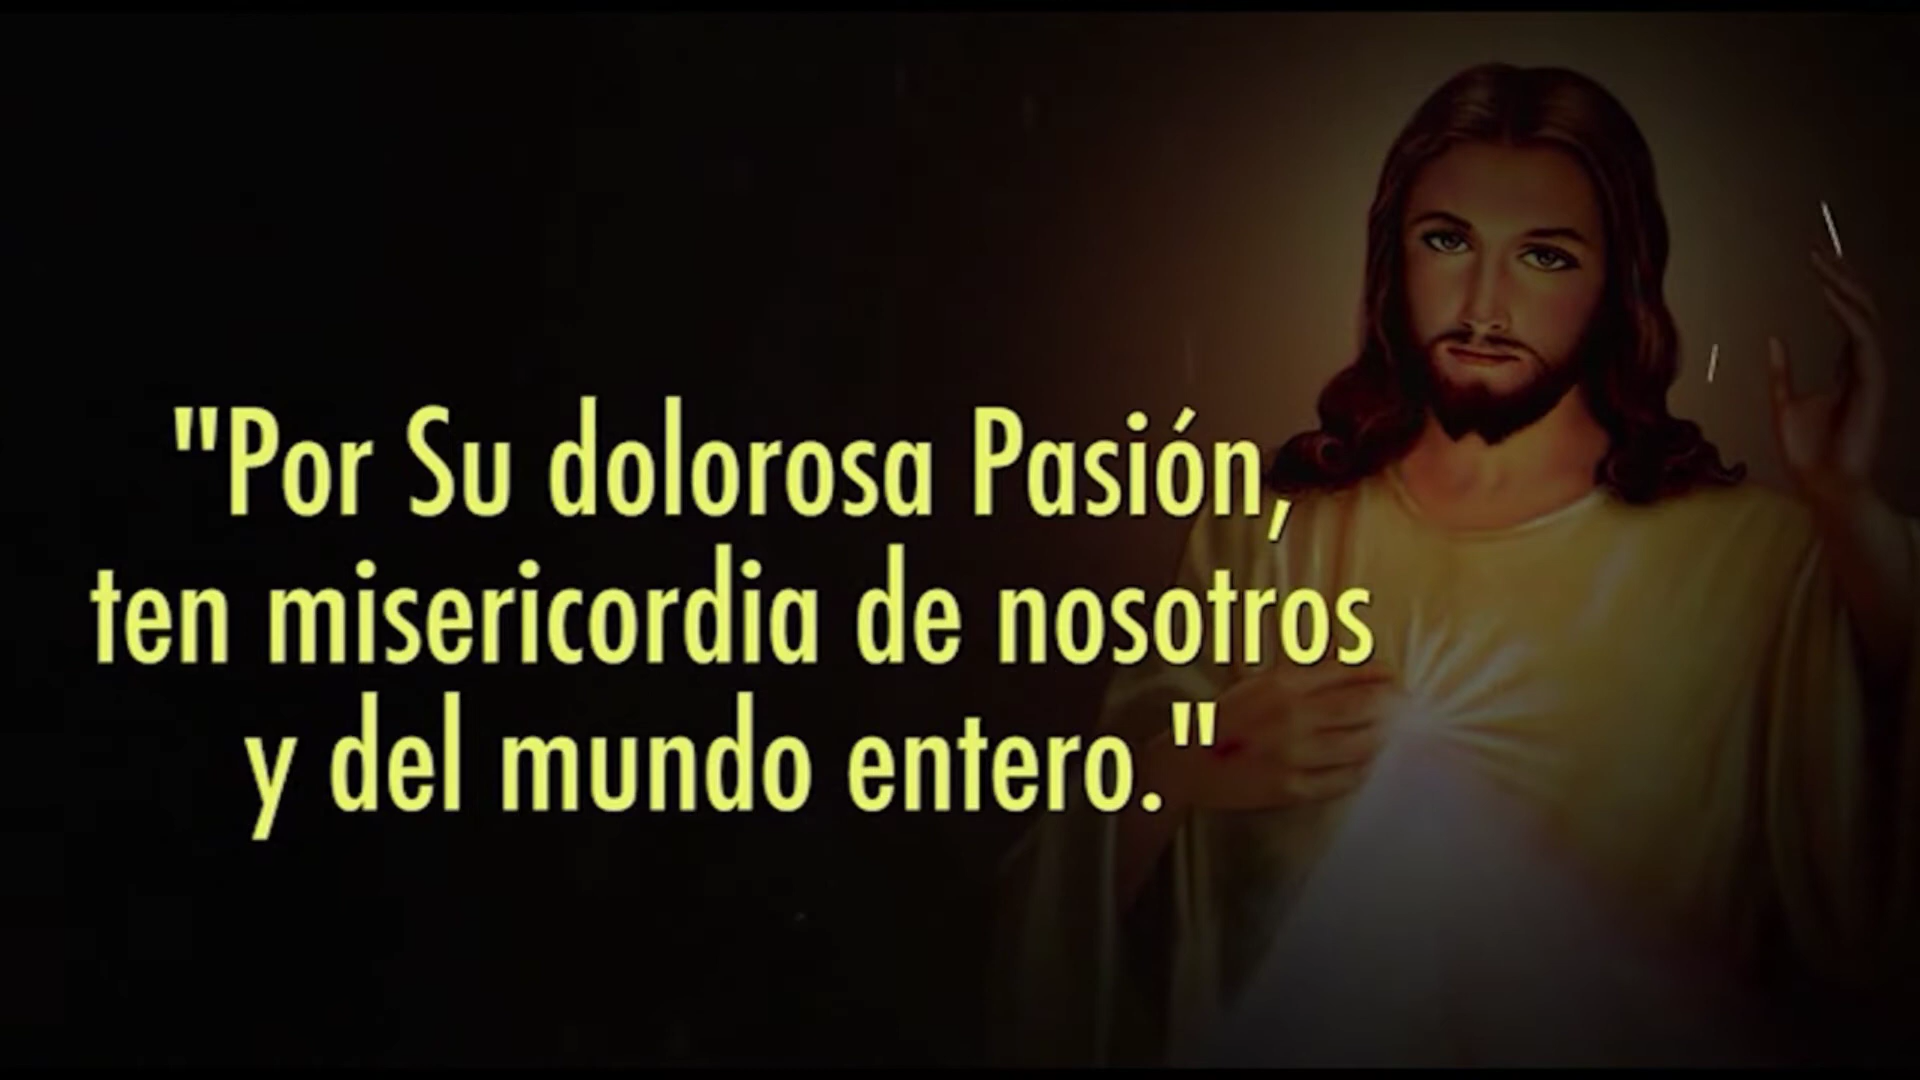 "Por Su dolorosa Pasión,
ten misericordia de nosotros
y del mundo entero."